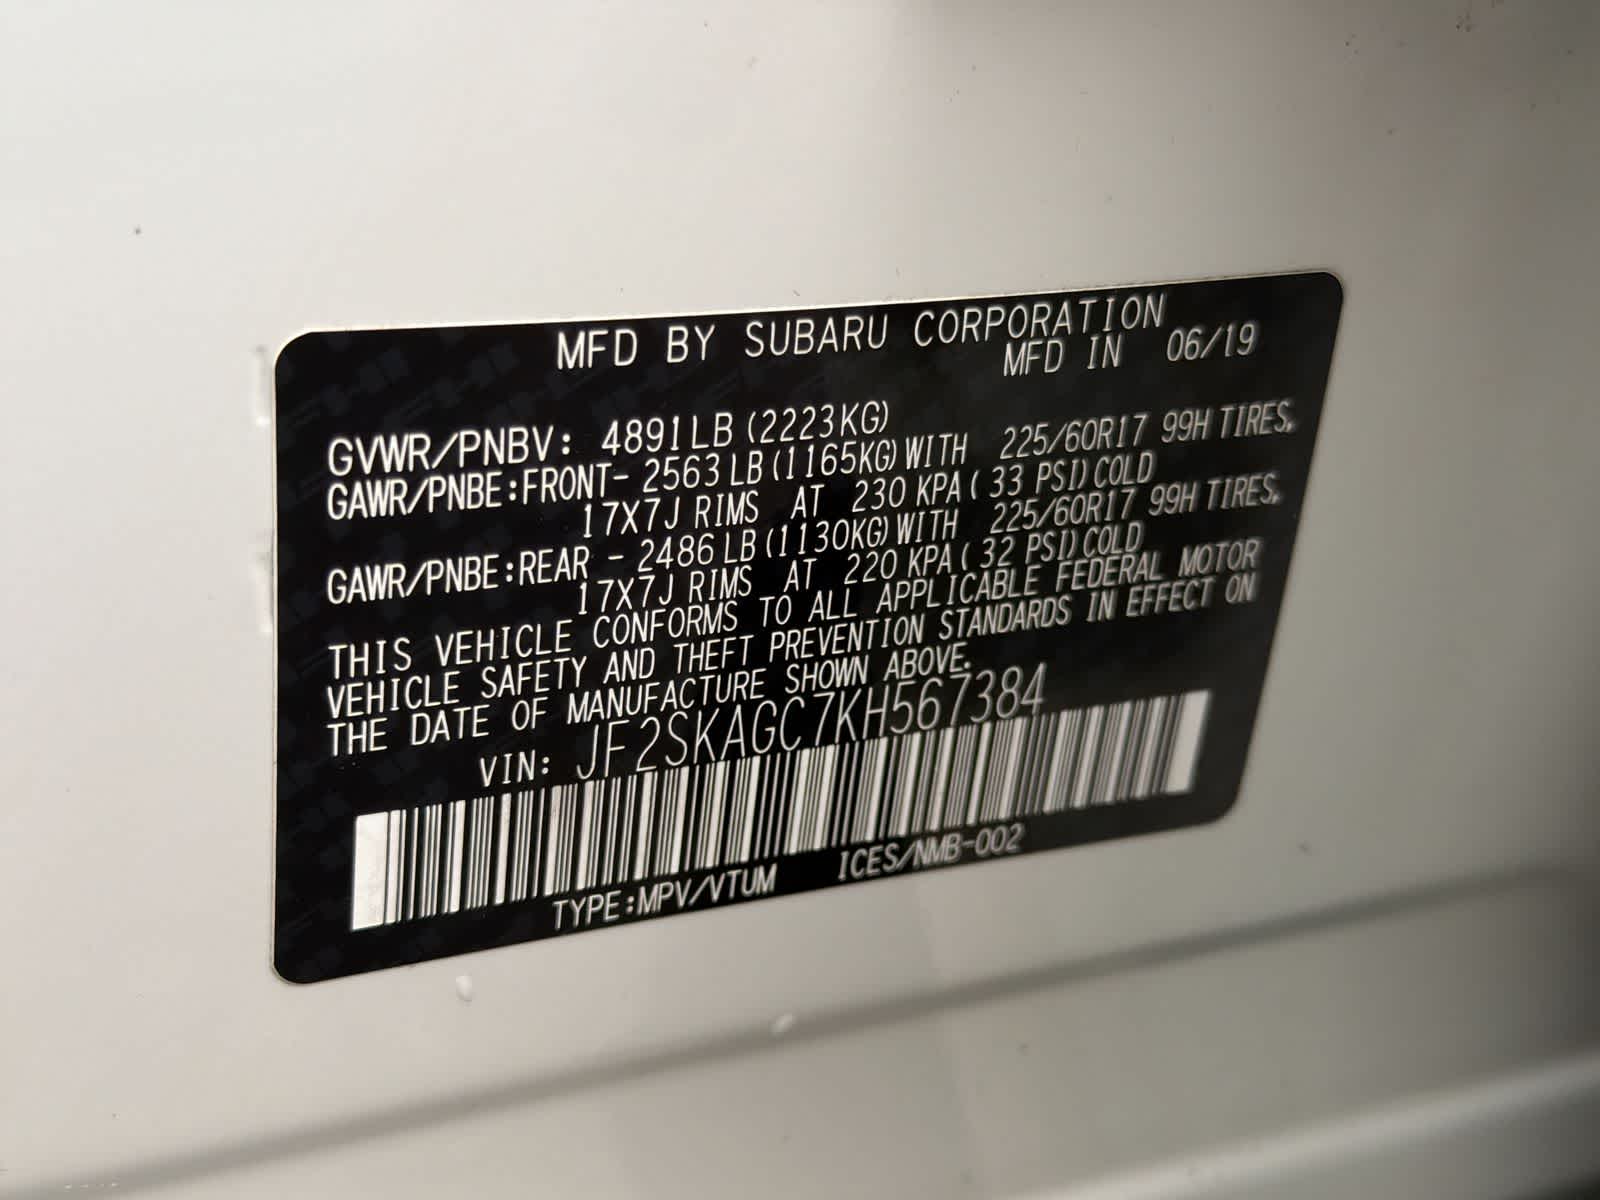 MFD BY SUBARU CORPORATION
MFD IN 06/19
GVWR/PNBV: 4891LB (2223KG)
GAWR/PNBE:FRONT- 2563 LB (1165KG) WITH 225/60R17 99H TIRES,
17X7J RIMS AT 230 KPA ( 33 PSI) COLD
GAWR/PNBE:REAR - 2486 LB (1130KG) WITH 225/60R17 99H TIRES,
17X7J RIMS AT 220 KPA ( 32 PSI) COLD
THIS VEHICLE CONFORMS TO ALL APPLICABLE FEDERAL MOTOR
VEHICLE SAFETY AND THEFT PREVENTION STANDARDS IN EFFECT ON
THE DATE OF MANUFACTURE SHOWN ABOVE.
VIN: JF2SKAGC7KH567384
TYPE:MPV/VTUM ICES/NMB-002